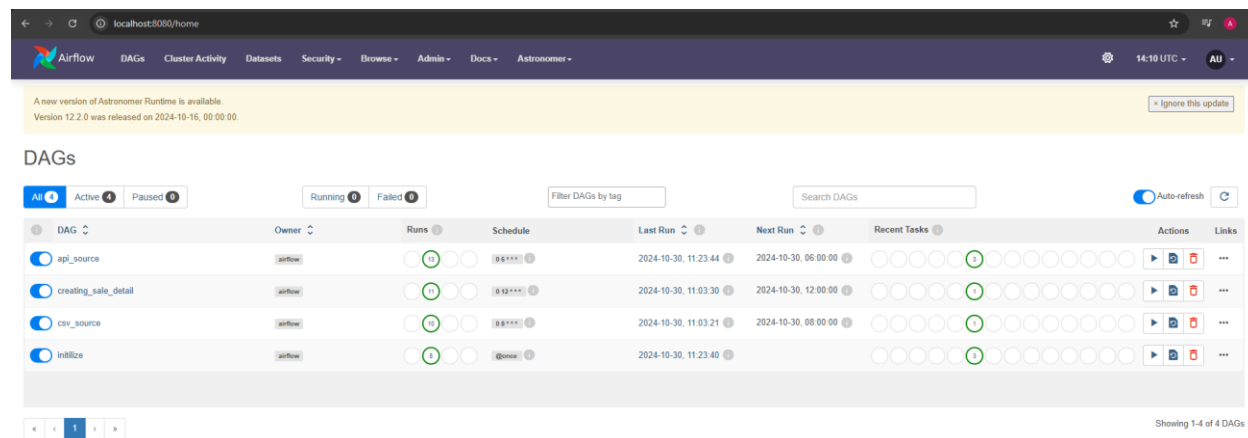 localhost:8080/home
A
Airflow DAGs Cluster Activity Datasets Security Browse Admin Docs Astronomer 14:10 UTC AU
A new version of Astronomer Runtime is available.
Version 12.2.0 was released on 2024-10-16, 00:00:00.
× Ignore this update
DAGs
All 4 Active 4 Paused 0 Running 0 Failed 0 Filter DAGs by tag Search DAGs Auto-refresh
DAG Owner Runs Schedule Last Run Next Run Recent Tasks Actions Links
api_source airflow 13 0 6 * * * 2024-10-30, 11:23:44 2024-10-30, 06:00:00 3
creating_sale_detail airflow 11 0 12 * * * 2024-10-30, 11:03:30 2024-10-30, 12:00:00 1
csv_source airflow 10 0 8 * * * 2024-10-30, 11:03:21 2024-10-30, 08:00:00 1
initilize airflow 8 @once 2024-10-30, 11:23:40 3
« ‹ 1 › »
Showing 1-4 of 4 DAGs